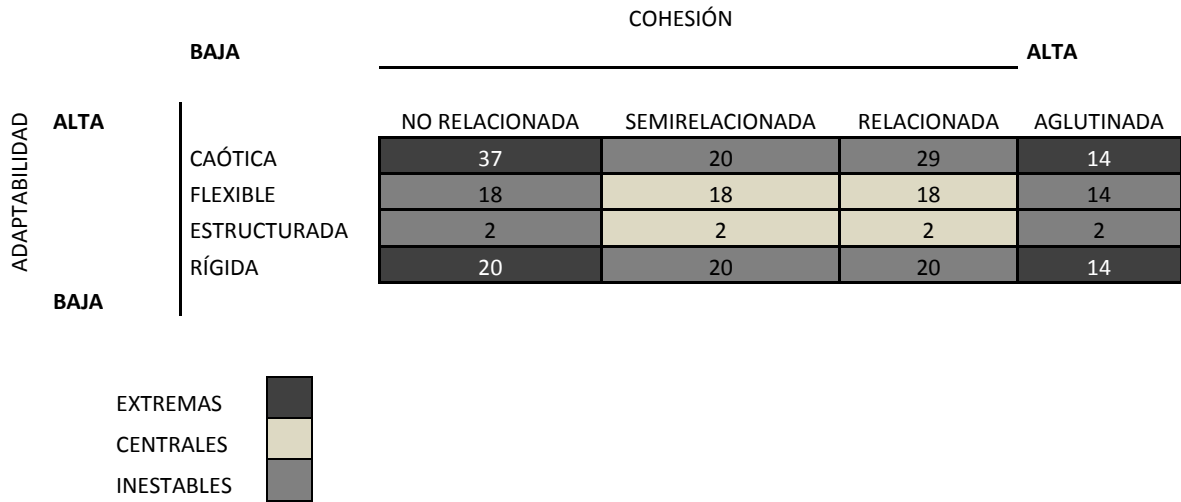 COHESIÓN
BAJA ALTA
ADAPTABILIDAD
ALTA NO RELACIONADA SEMIRELACIONADA RELACIONADA AGLUTINADA
CAÓTICA 37 20 29 14
FLEXIBLE 18 18 18 14
ESTRUCTURADA 2 2 2 2
RÍGIDA 20 20 20 14
BAJA
EXTREMAS
CENTRALES
INESTABLES